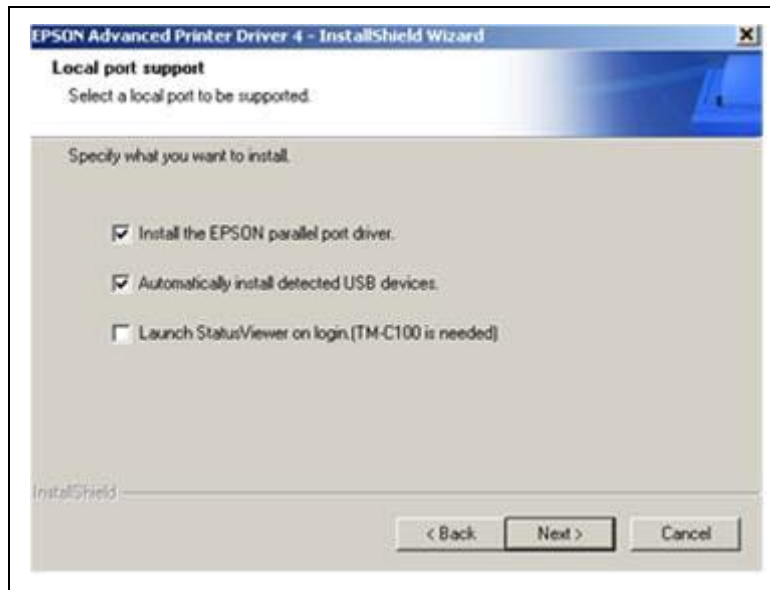 EPSON Advanced Printer Driver 4 - InstallShield Wizard
Local port support
Select a local port to be supported.
Specify what you want to install.
Install the EPSON parallel port driver.
Automatically install detected USB devices.
Launch StatusViewer on login.(TM-C100 is needed)
InstallShield
< Back Next > Cancel